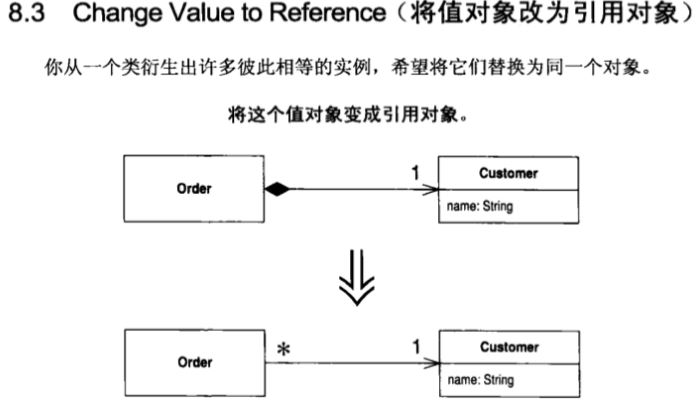 8.3 Change Value to Reference（将值对象改为引用对象）
你从一个类衍生出许多彼此相等的实例，希望将它们替换为同一个对象。
将这个值对象变成引用对象。
Order
1
Customer
name: String
Order
*
1
Customer
name: String